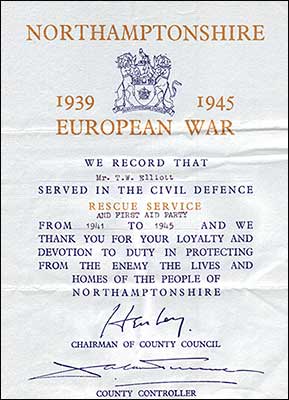 NORTHAMPTONSHIRE
1939 1945
EUROPEAN WAR
WE RECORD THAT
Mr. T.W. Elliott
SERVED IN THE CIVIL DEFENCE
RESCUE SERVICE
AND FIRST AID PARTY
FROM 1941 TO 1945 AND WE
THANK YOU FOR YOUR LOYALTY AND
DEVOTION TO DUTY IN PROTECTING
FROM THE ENEMY THE LIVES AND
HOMES OF THE PEOPLE OF
NORTHAMPTONSHIRE
CHAIRMAN OF COUNTY COUNCIL
COUNTY CONTROLLER